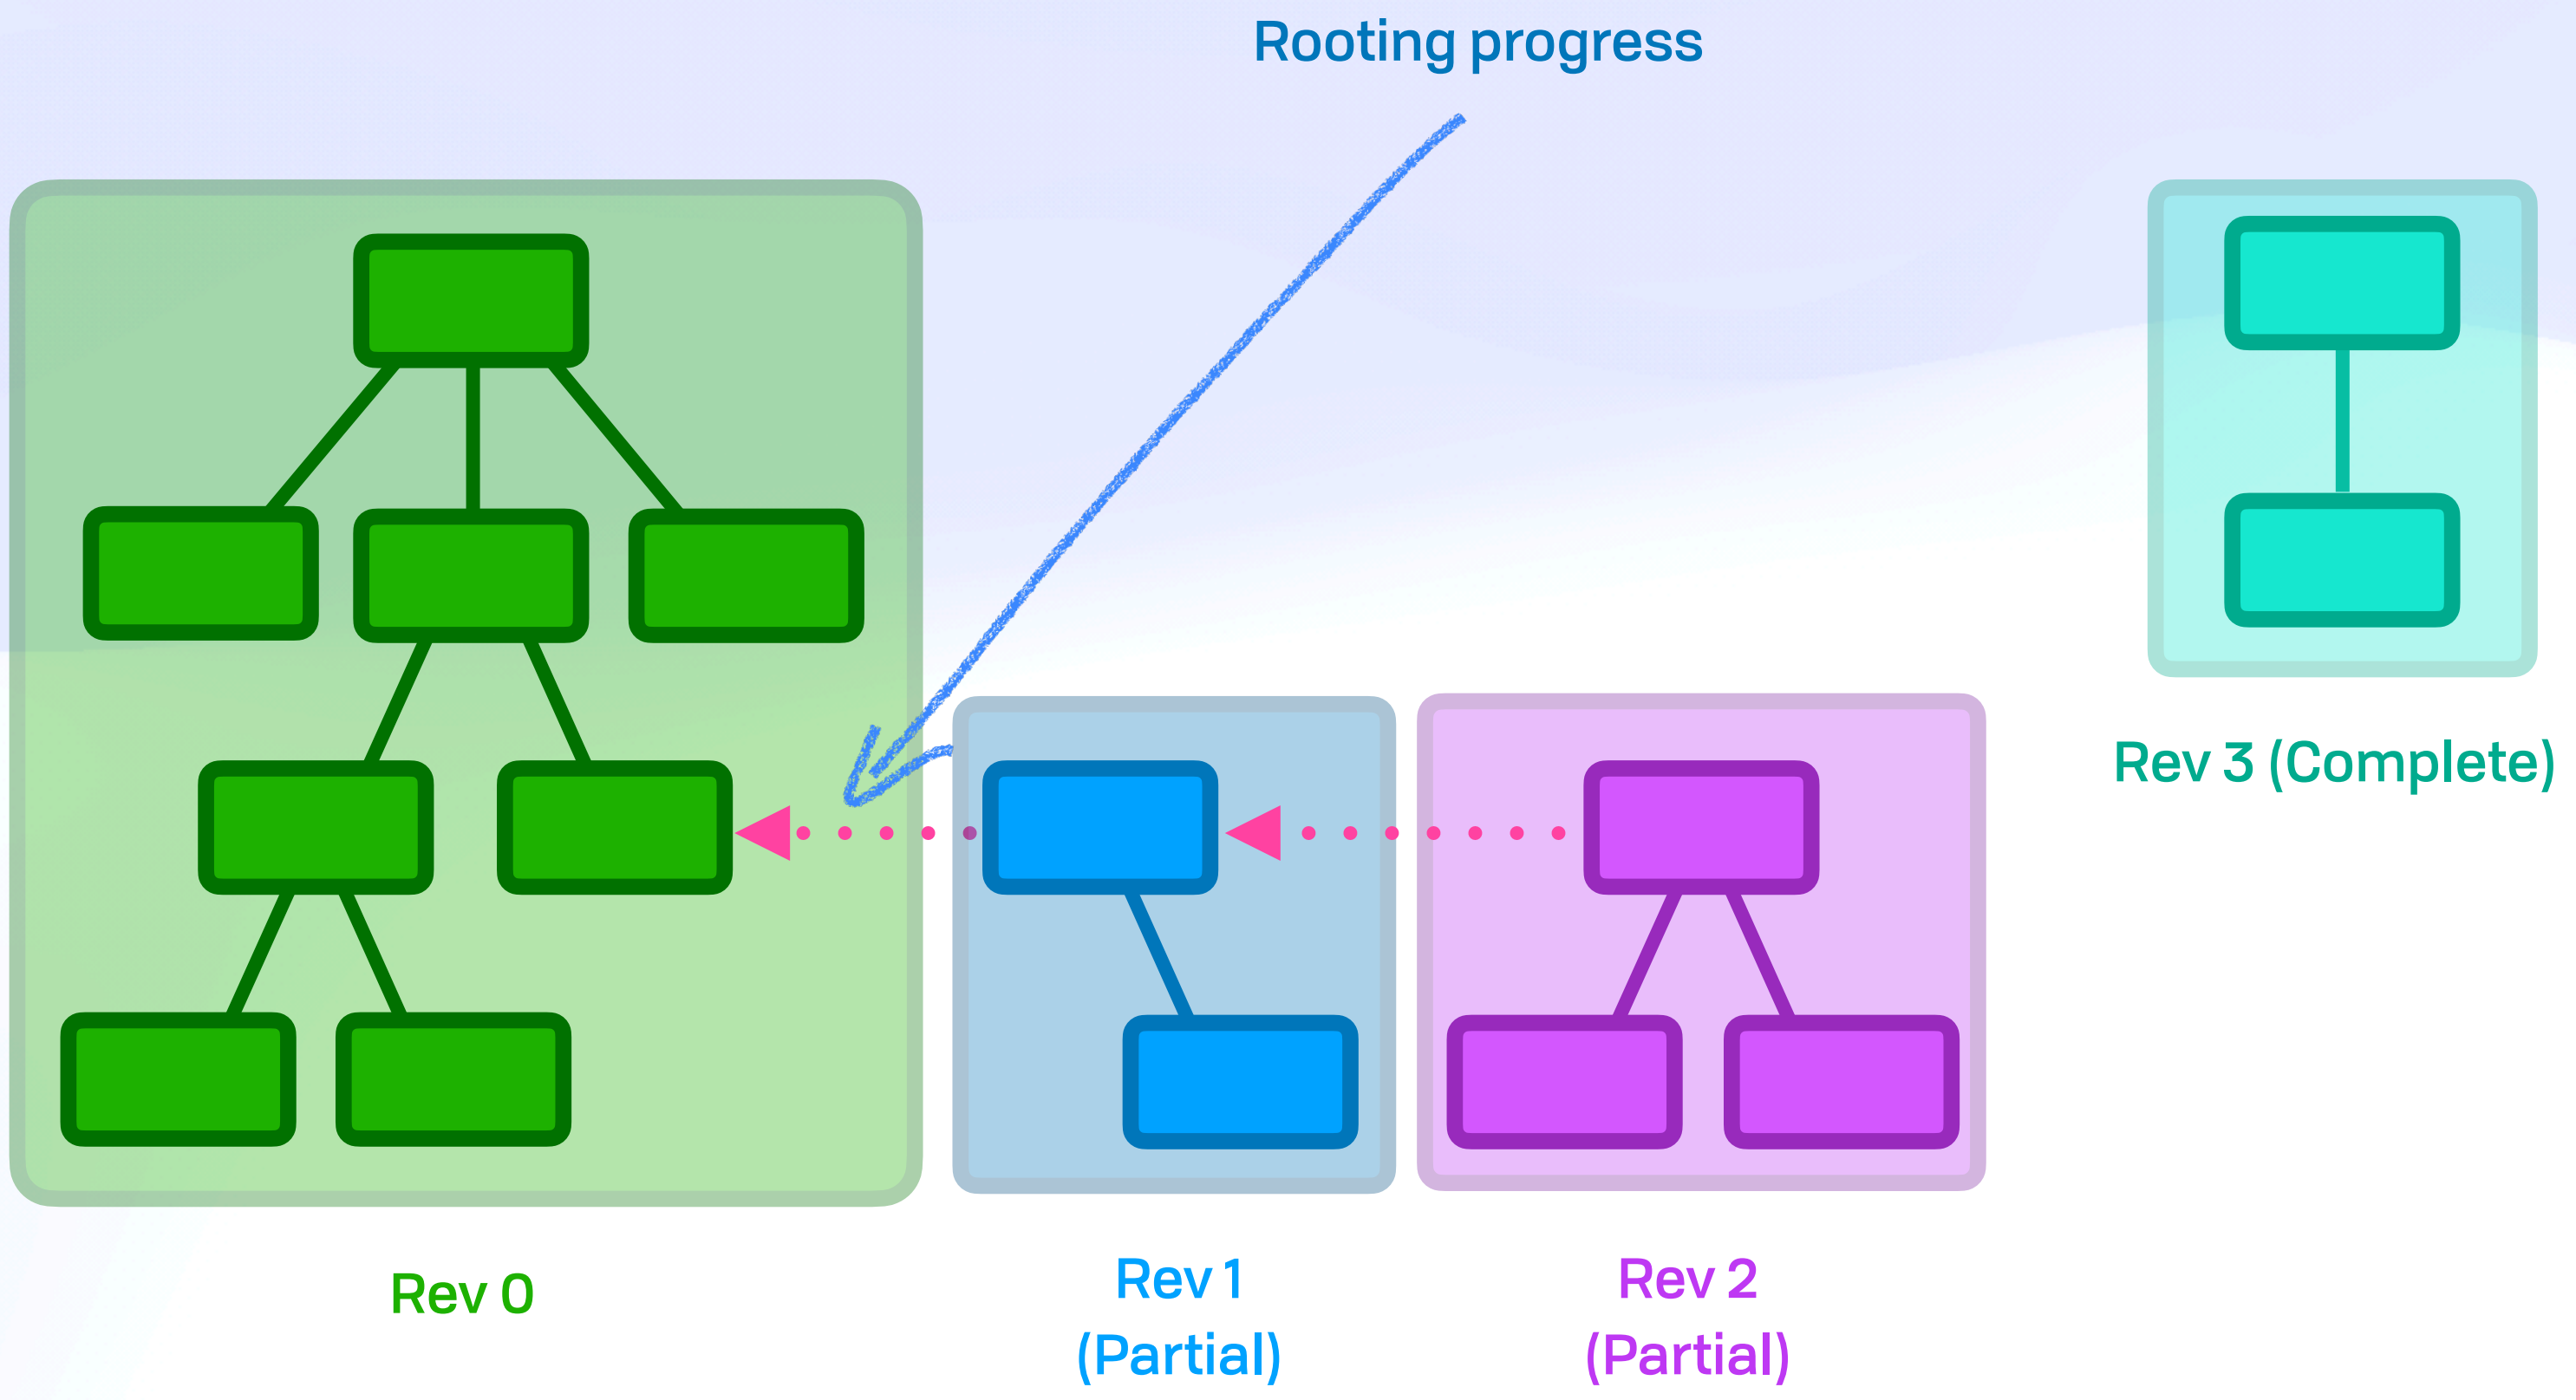 Rooting progress
Rev 3 (Complete)
Rev 0
Rev 1
(Partial)
Rev 2
(Partial)